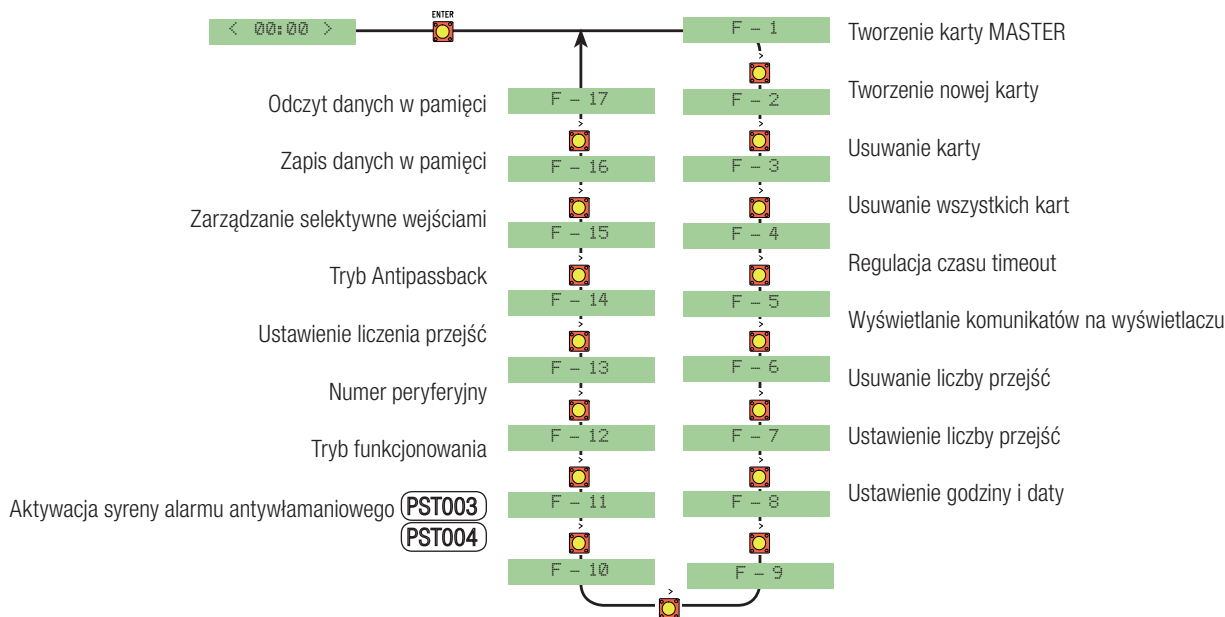 ENTER
< 00:00 >
F - 1
Tworzenie karty MASTER
>
F - 2
Tworzenie nowej karty
>
F - 3
Usuwanie karty
>
F - 4
Usuwanie wszystkich kart
>
F - 5
Regulacja czasu timeout
>
F - 6
Wyświetlanie komunikatów na wyświetlaczu
>
F - 7
Usuwanie liczby przejść
>
F - 8
Ustawienie liczby przejść
>
F - 9
Ustawienie godziny i daty
>
Odczyt danych w pamięci
F - 17
>
Zapis danych w pamięci
F - 16
>
Zarządzanie selektywne wejściami
F - 15
>
Tryb Antipassback
F - 14
>
Ustawienie liczenia przejść
F - 13
>
Numer peryferyjny
F - 12
>
Tryb funkcjonowania
F - 11
>
Aktywacja syreny alarmu antywłamaniowego PST003
PST004
F - 10